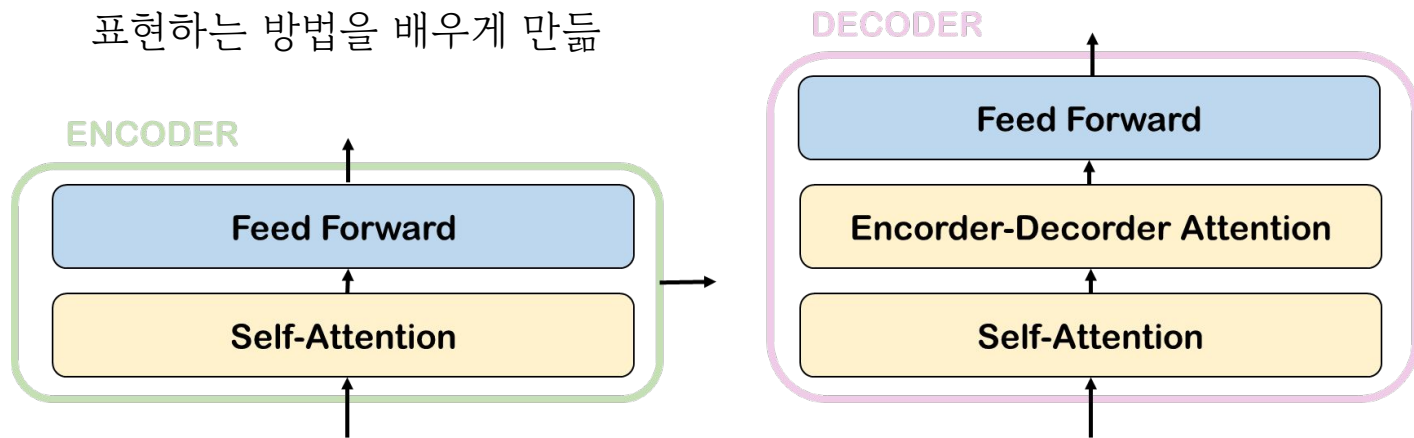 표현하는 방법을 배우게 만듦
ENCODER
Feed Forward
Self-Attention
DECODER
Feed Forward
Encorder-Decorder Attention
Self-Attention